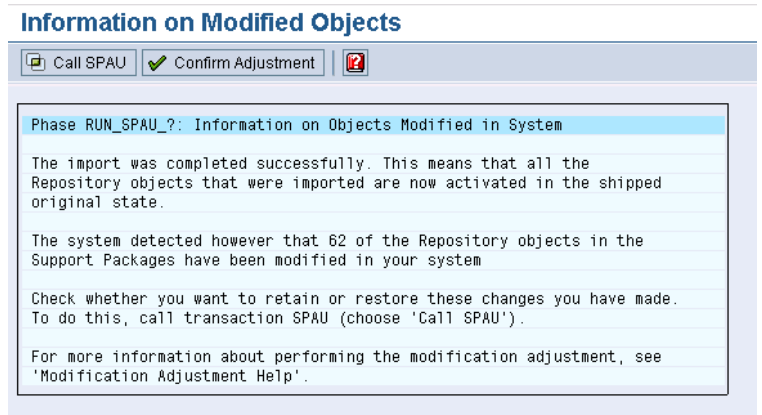 Information on Modified Objects
Call SPAU Confirm Adjustment
Phase RUN_SPAU_?: Information on Objects Modified in System
The import was completed successfully. This means that all the
Repository objects that were imported are now activated in the shipped
original state.
The system detected however that 62 of the Repository objects in the
Support Packages have been modified in your system
Check whether you want to retain or restore these changes you have made.
To do this, call transaction SPAU (choose 'Call SPAU').
For more information about performing the modification adjustment, see
'Modification Adjustment Help'.